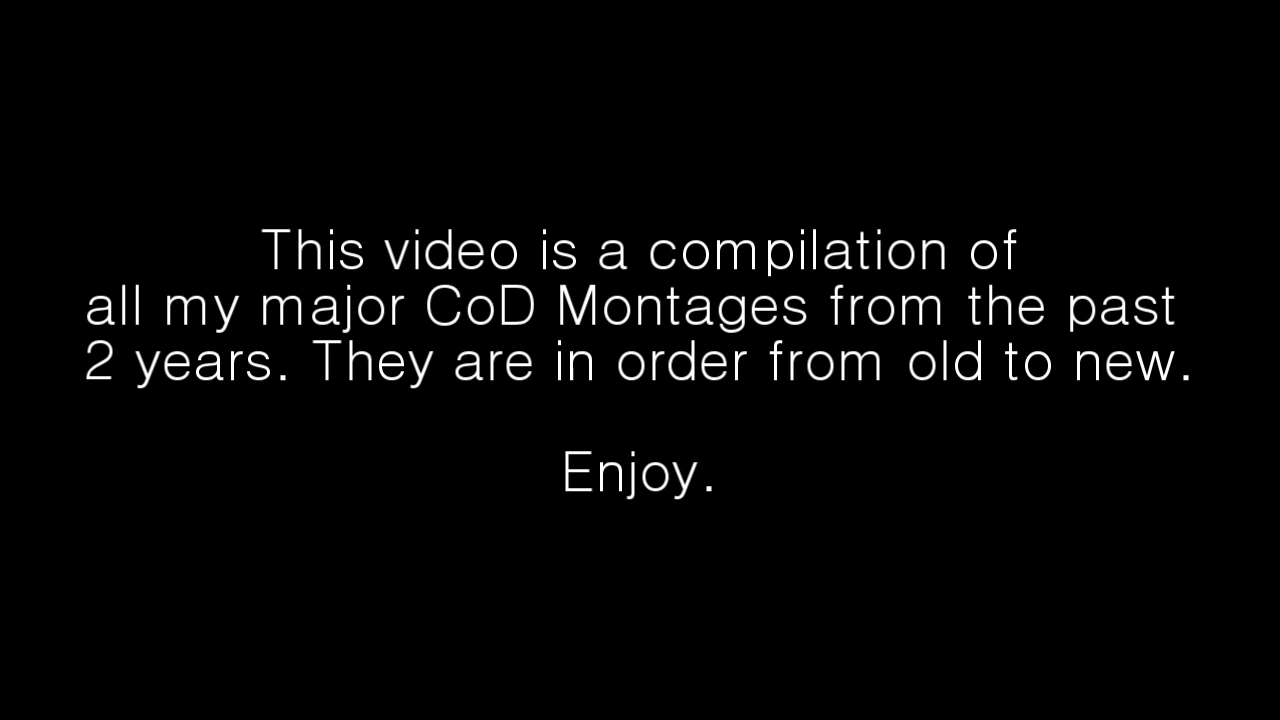 This video is a compilation of
all my major CoD Montages from the past
2 years. They are in order from old to new.
Enjoy.